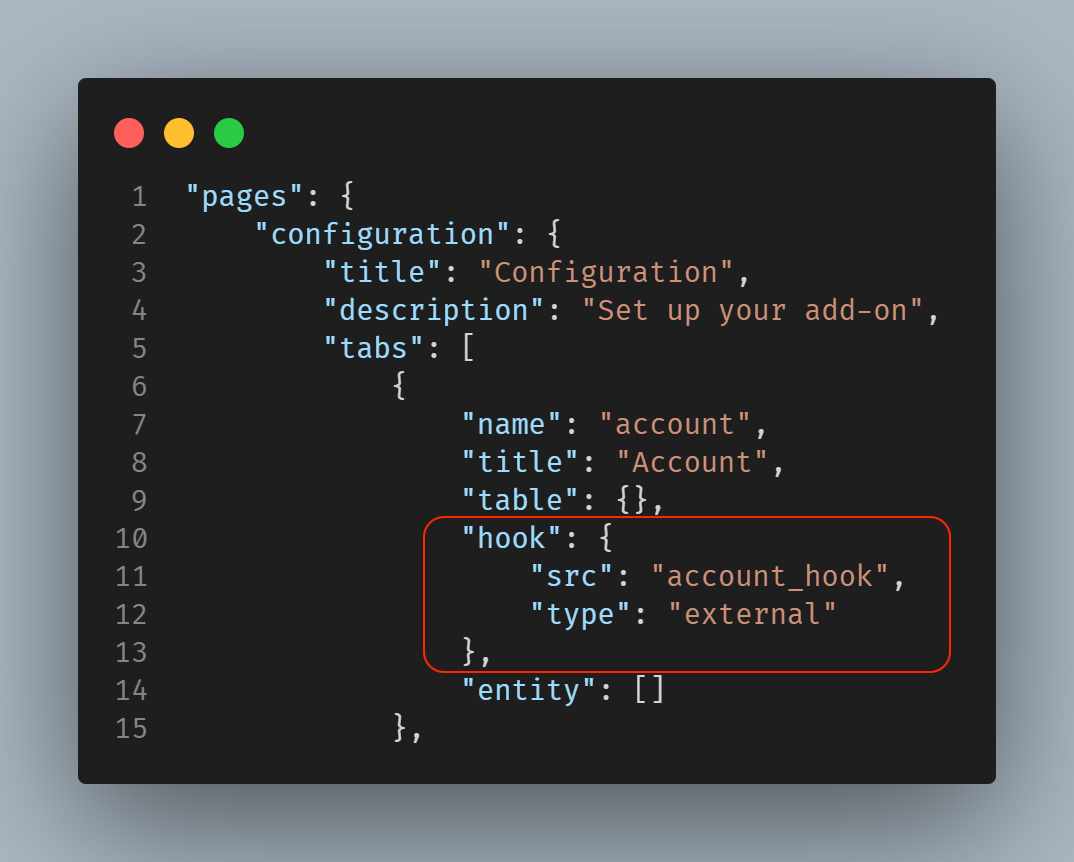 1 "pages": {
2     "configuration": {
3         "title": "Configuration",
4         "description": "Set up your add-on",
5         "tabs": [
6             {
7                 "name": "account",
8                 "title": "Account",
9                 "table": {},
10                 "hook": {
11                     "src": "account_hook",
12                     "type": "external"
13                 },
14                 "entity": []
15             },